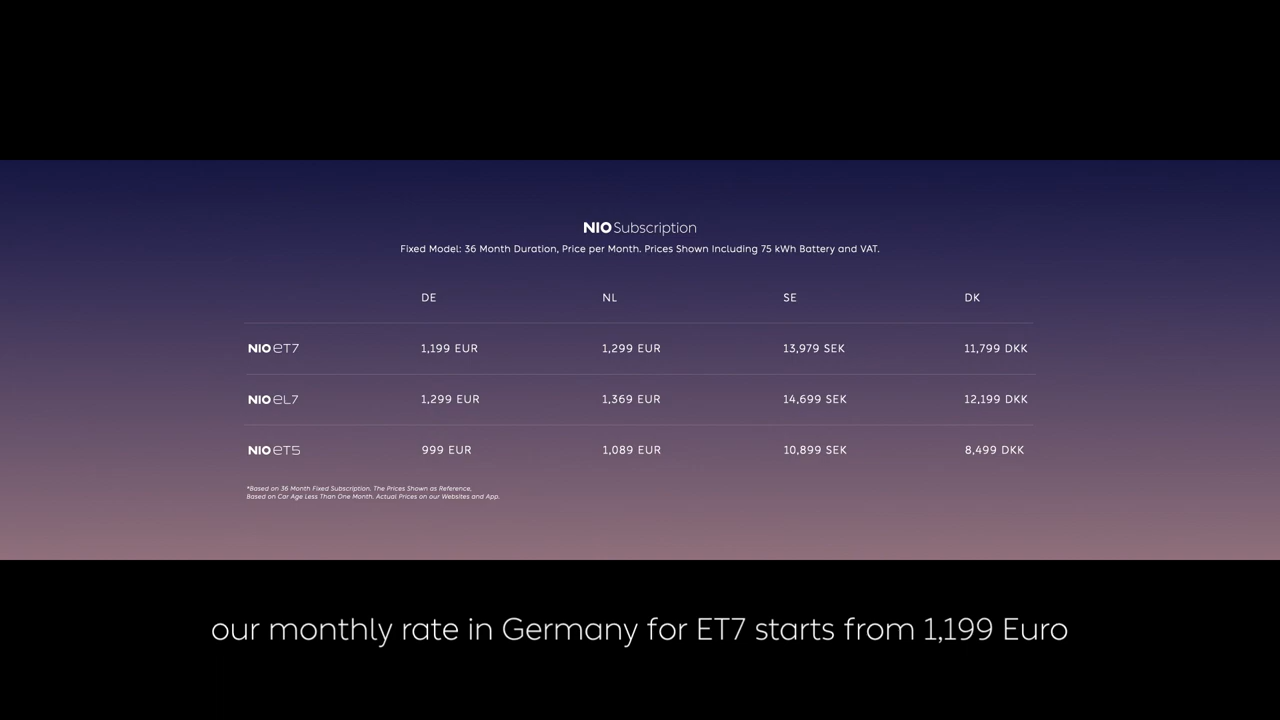 NIO Subscription
Fixed Model: 36 Month Duration, Price per Month. Prices Shown Including 75 kWh Battery and VAT.
DE NL SE DK
NIO ET7 1,199 EUR 1,299 EUR 13,979 SEK 11,799 DKK
NIO EL7 1,299 EUR 1,369 EUR 14,699 SEK 12,199 DKK
NIO ET5 999 EUR 1,089 EUR 10,899 SEK 8,499 DKK
*Based on 36 Month Fixed Subscription. The Prices Shown as Reference,
Based on Car Age Less Than One Month. Actual Prices on our Websites and App.
our monthly rate in Germany for ET7 starts from 1,199 Euro